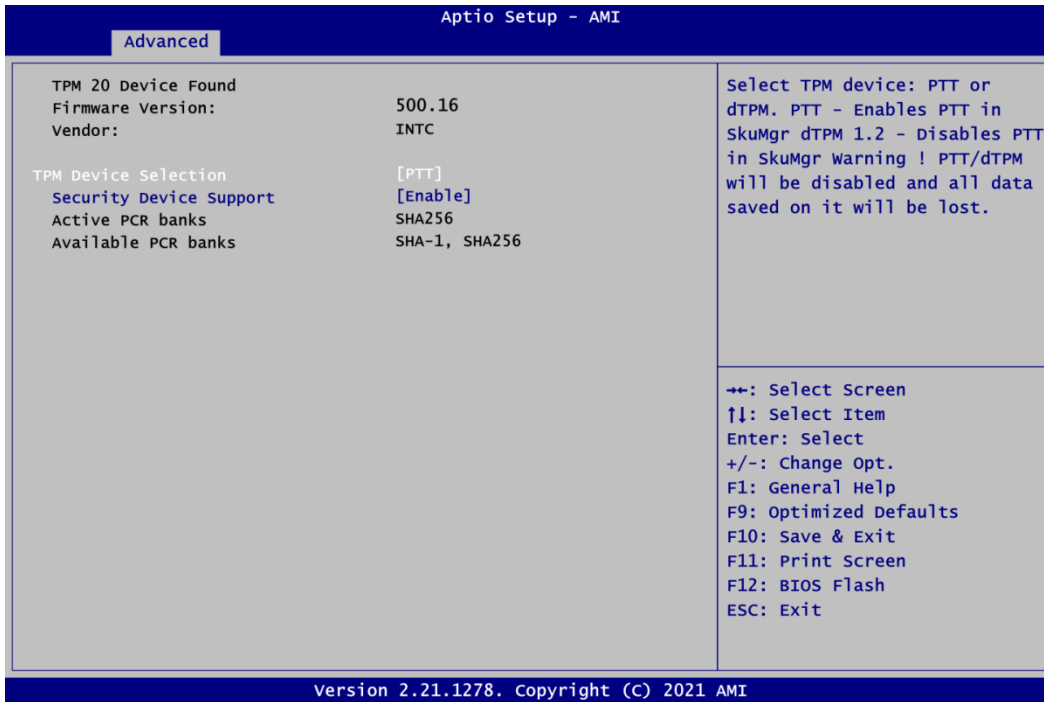 Aptio Setup – AMI
Advanced
TPM 20 Device Found
Firmware Version: 500.16
Vendor: INTC
TPM Device Selection [PTT]
Security Device Support [Enable]
Active PCR banks SHA256
Available PCR banks SHA-1, SHA256
Select TPM device: PTT or
dTPM. PTT – Enables PTT in
SkuMgr dTPM 1.2 – Disables PTT
in SkuMgr Warning ! PTT/dTPM
will be disabled and all data
saved on it will be lost.
→←: Select Screen
↑↓: Select Item
Enter: Select
+/-: Change Opt.
F1: General Help
F9: Optimized Defaults
F10: Save & Exit
F11: Print Screen
F12: BIOS Flash
ESC: Exit
Version 2.21.1278. Copyright (C) 2021 AMI